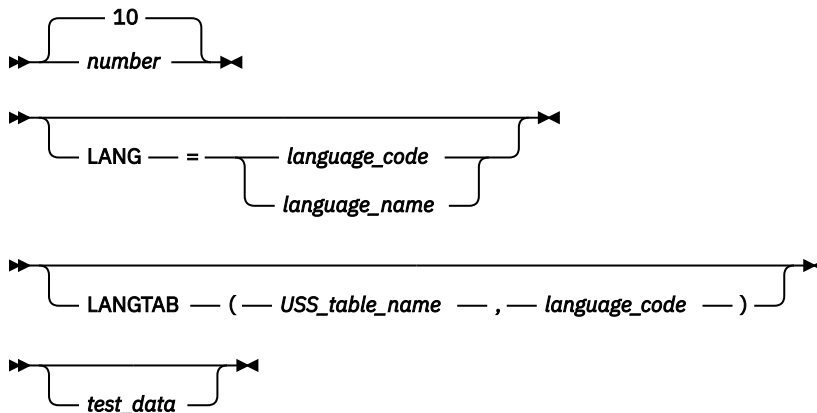 10
number
LANG = language_code
language_name
LANGTAB ( USS_table_name , language_code )
test_data